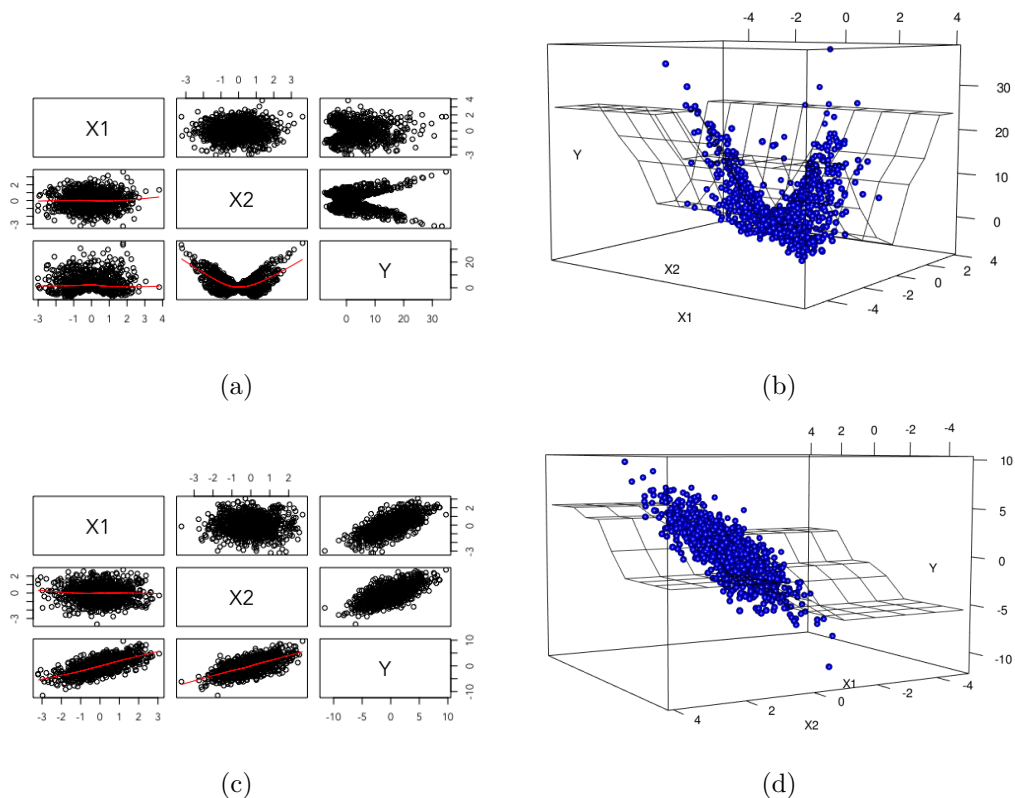 -4 -2 0 2 4
-3 -1 0 1 2 3
X1
-3 0 2 4
30
20
10
0
Y
-3 0 2
X2
X2
0 20
Y
4
2
0
-2
-4
-3 -2 -1 0 1 2 3 4
0 10 20 30
X1
(a)
(b)
4 2 0 -2 -4
10
5
0
-5
-10
-3 -2 -1 0 1 2
X1
-3 0 2
Y
-3 0 2
X2
-10 0 10
Y
X1
-4
-2
0
2
4
X2
-3 -2 -1 0 1 2 3
-10 -5 0 5 10
(c)
(d)